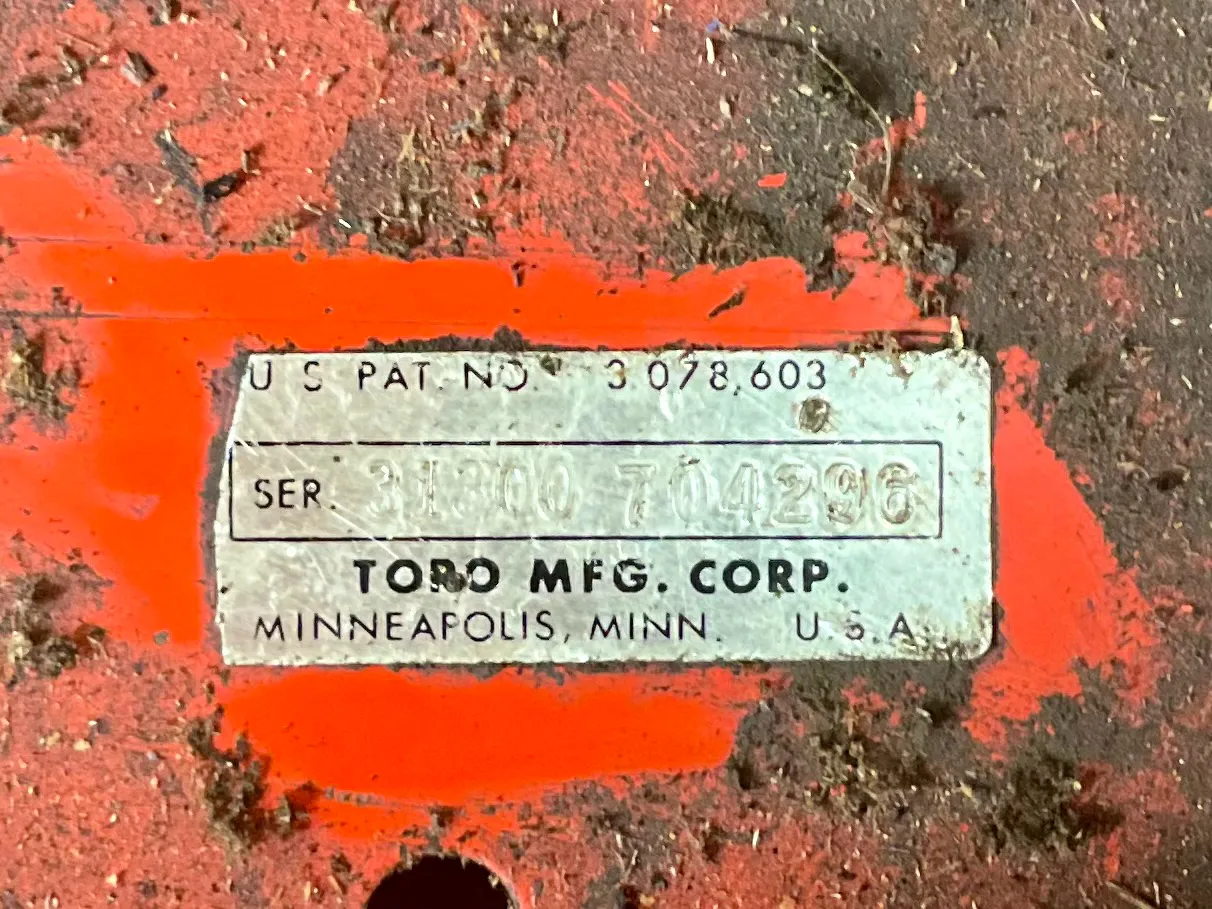 U S PAT. NO. 3 078,603
SER. 31300 704296
TORO MFG. CORP.
MINNEAPOLIS, MINN. U.S.A